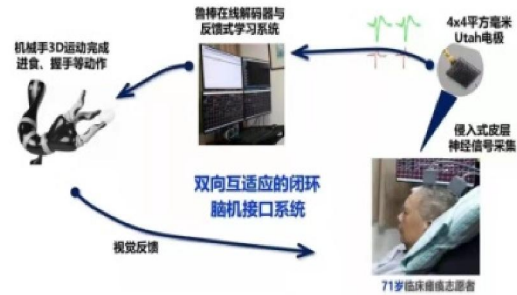 鲁棒在线解码器与
反馈式学习系统
4x4平方毫米
Utah电极
机械手3D运动完成
进食、握手等动作
侵入式皮层
神经信号采集
双向互适应的闭环
脑机接口系统
视觉反馈
71岁临床瘫痪志愿者